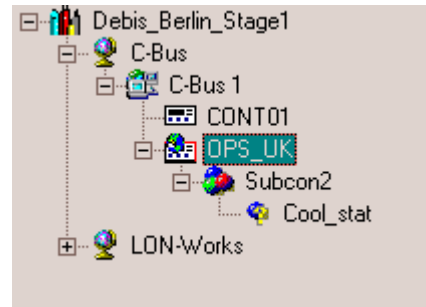 Debis_Berlin_Stage1
C-Bus
C-Bus 1
CONT01
OPS_UK
Subcon2
Cool_stat
LON-Works